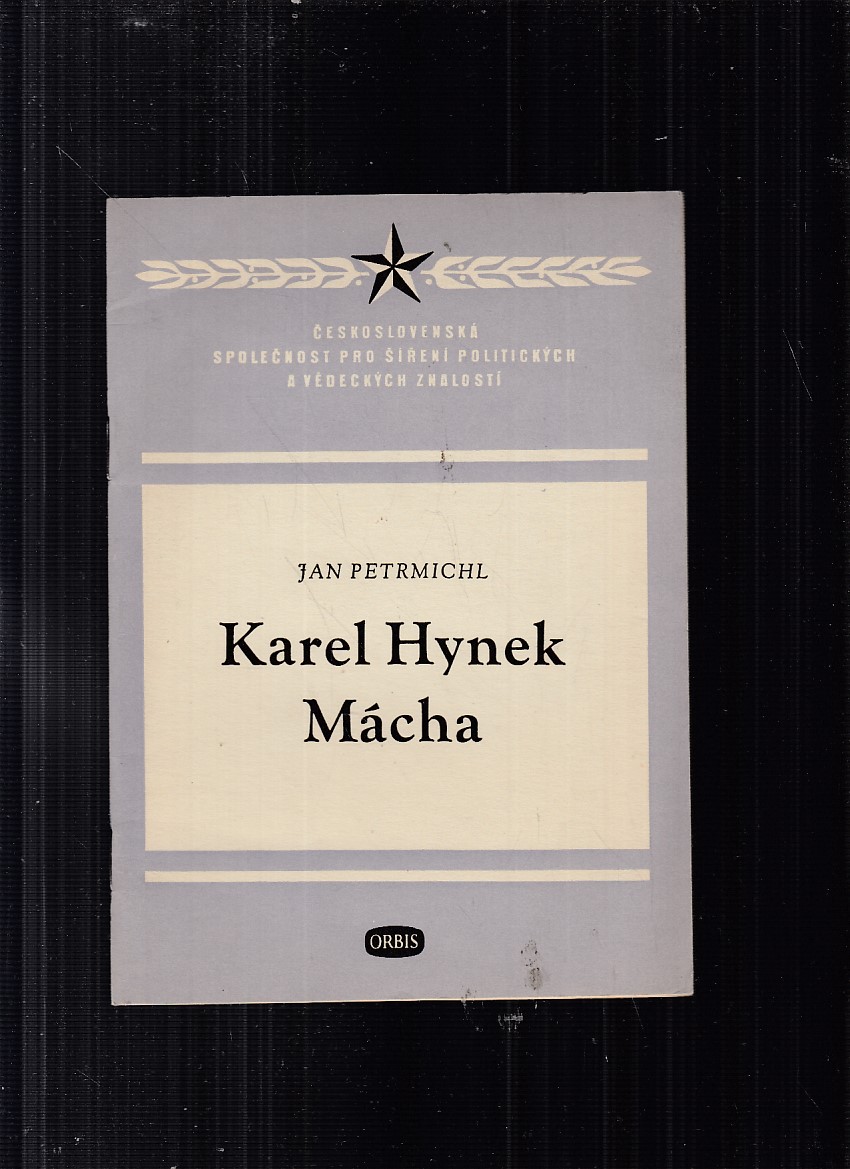 ČESKOSLOVENSKÁ
SPOLEČNOST PRO ŠÍŘENÍ POLITICKÝCH
A VĚDECKÝCH ZNALOSTÍ
JAN PETRMICHL
Karel Hynek
Mácha
ORBIS